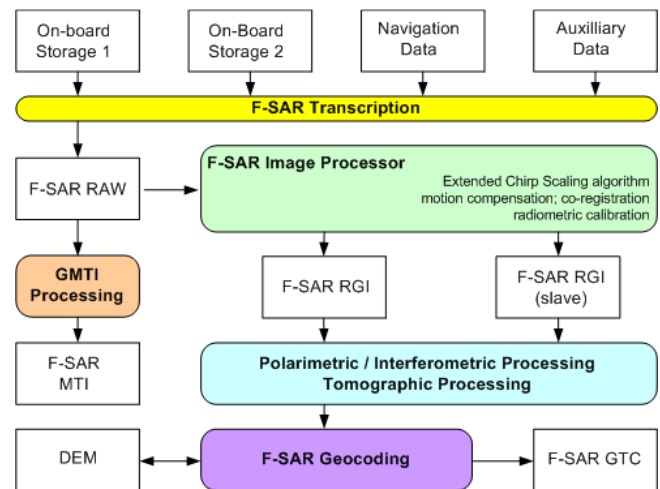 On-board
Storage 1
On-Board
Storage 2
Navigation
Data
Auxilliary
Data
F-SAR Transcription
F-SAR RAW
F-SAR Image Processor
Extended Chirp Scaling algorithm
motion compensation; co-registration
radiometric calibration
GMTI
Processing
F-SAR RGI
F-SAR RGI
(slave)
F-SAR
MTI
Polarimetric / Interferometric Processing
Tomographic Processing
DEM
F-SAR Geocoding
F-SAR GTC